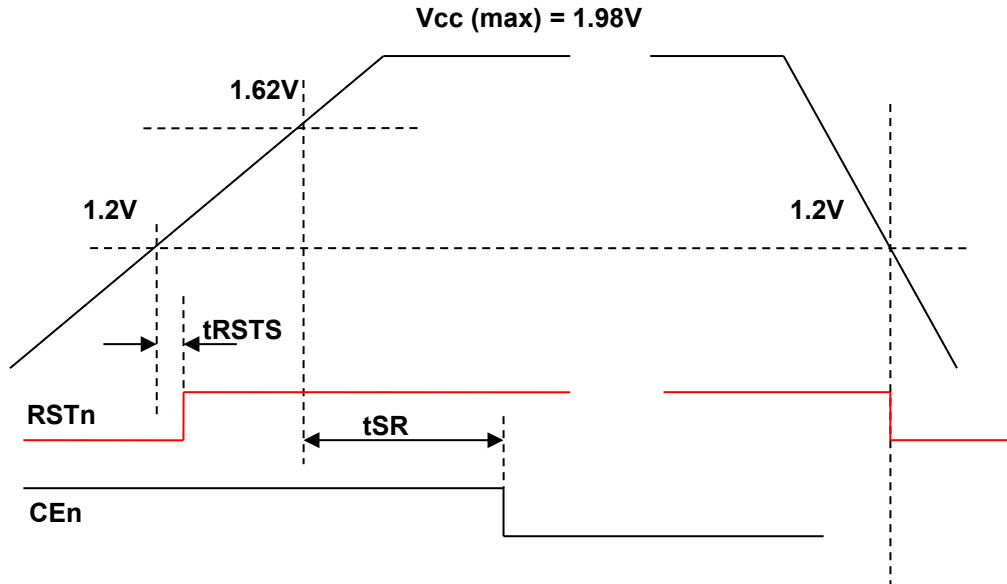 Vcc (max) = 1.98V
1.62V
1.2V
1.2V
tRSTS
RSTn
tSR
CEn